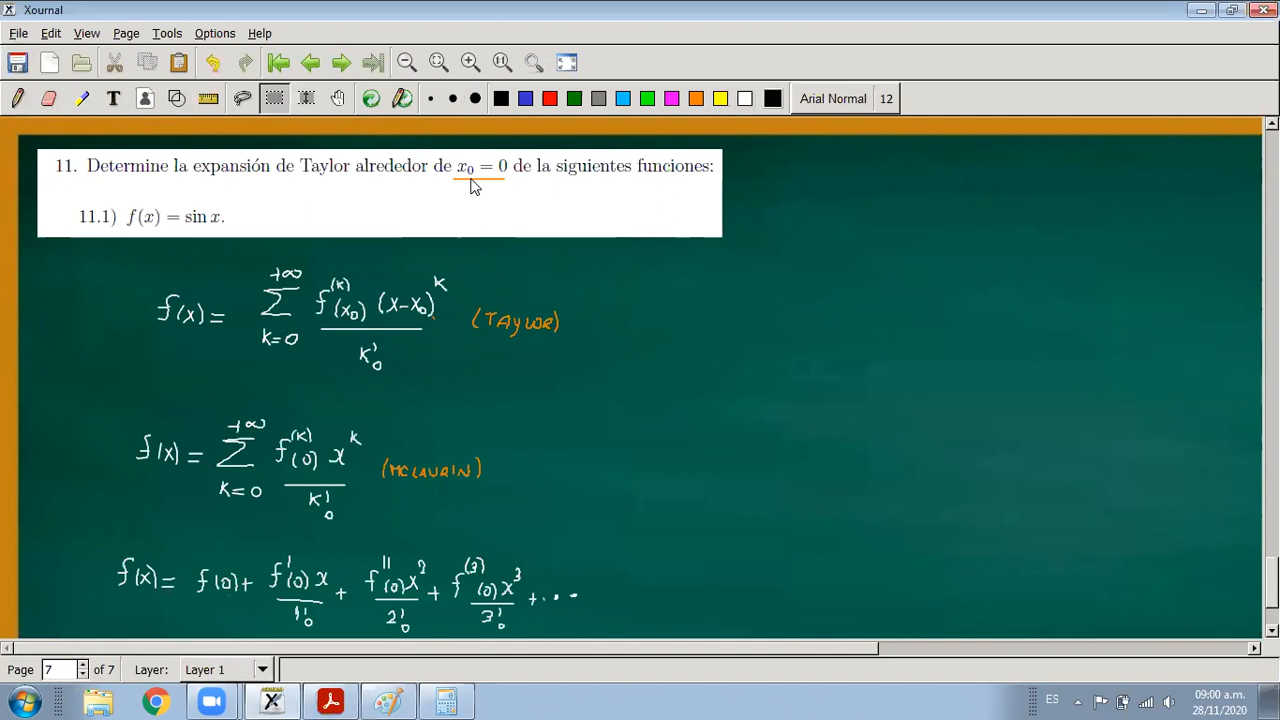 Xournal
File Edit View Page Tools Options Help
Arial Normal 12
11. Determine la expansión de Taylor alrededor de x₀ = 0 de la siguientes funciones:
11.1) f(x) = sin x.
f(x) = ∑_{k=0}^{+∞} f^{(k)}(x₀) (x-x₀)^k / k! (TAYLOR)
f(x) = ∑_{k=0}^{+∞} f^{(k)}(0) x^k / k! (MCLAURIN)
f(x) = f(0) + f'(0)x / 1! + f''(0)x² / 2! + f^{(3)}(0)x³ / 3! + ...
Page 7 of 7 Layer: Layer 1
ES 09:00 a.m.
28/11/2020